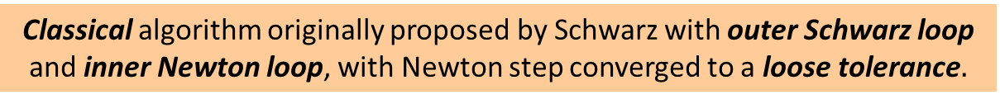 Classical algorithm originally proposed by Schwarz with outer Schwarz loop
and inner Newton loop, with Newton step converged to a loose tolerance.